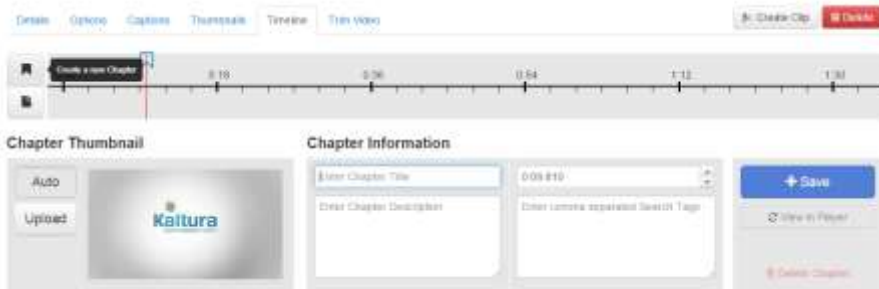 Details Options Captions Thumbnails Timeline Trim Video Create Clip Delete
Create a new Chapter
0:18 0:36 0:54 1:12 1:30
Chapter Thumbnail Chapter Information
Auto Enter Chapter Title + Save
Upload Kaltura Enter Chapter Description Enter comma separated Search Tags View in Player
Delete Chapter